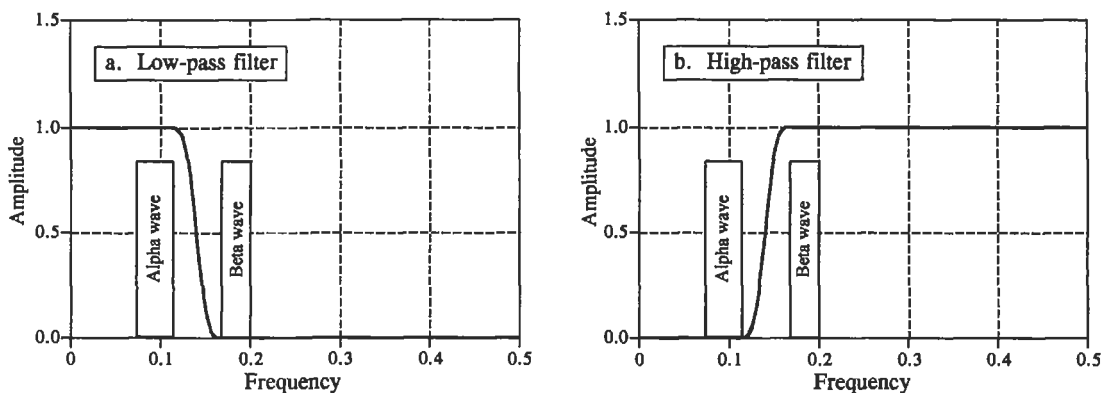 1.5
1.0
0.5
0.0
Amplitude
a. Low-pass filter
Alpha wave
Beta wave
0
0.1
0.2
0.3
0.4
0.5
Frequency
1.5
1.0
0.5
0.0
Amplitude
b. High-pass filter
Alpha wave
Beta wave
0
0.1
0.2
0.3
0.4
0.5
Frequency